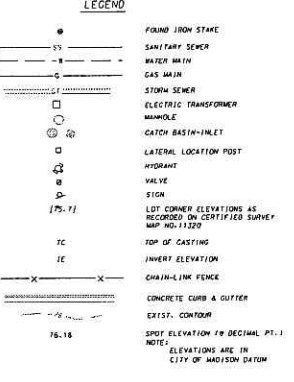 LEGEND
FOUND IRON STAKE
SS SANITARY SEWER
W WATER MAIN
G GAS MAIN
ST STORM SEWER
ELECTRIC TRANSFORMER
MANHOLE
CATCH BASIN-INLET
LATERAL LOCATION POST
HYDRANT
VALVE
SIGN
[75.7] LOT CORNER ELEVATIONS AS
RECORDED ON CERTIFIED SURVEY
MAP NO.11320
TC TOP OF CASTING
IE INVERT ELEVATION
X X CHAIN-LINK FENCE
CONCRETE CURB & GUTTER
EXIST. CONTOUR
76.18 SPOT ELEVATION DECIMAL PT.
NOTE:
ELEVATIONS ARE IN
CITY OF MADISON DATUM